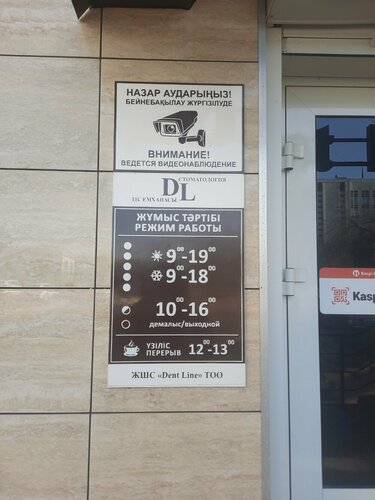 НАЗАР АУДАРЫҢЫЗ!
БЕЙНЕБАҚЫЛАУ ЖҮРГІЗІЛУДЕ
ВНИМАНИЕ!
ВЕДЕТСЯ ВИДЕОНАБЛЮДЕНИЕ
СТОМАТОЛОГИЯ
DL
ТІС ЕМХАНАСЫ
ЖҰМЫС ТӘРТІБІ
РЕЖИМ РАБОТЫ
9⁰⁰-19⁰⁰
9⁰⁰-18⁰⁰
10⁰⁰-16⁰⁰
демалыс/выходной
ҮЗІЛІС
ПЕРЕРЫВ 12⁰⁰-13⁰⁰
ЖШС «Dent Line» ТОО
Kasp